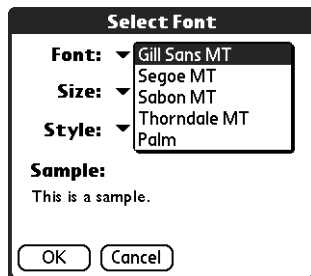 Select Font
Font: Gill Sans MT
Segoe MT
Size:
Sabon MT
Thorndale MT
Style:
Palm
Sample:
This is a sample.
OK Cancel